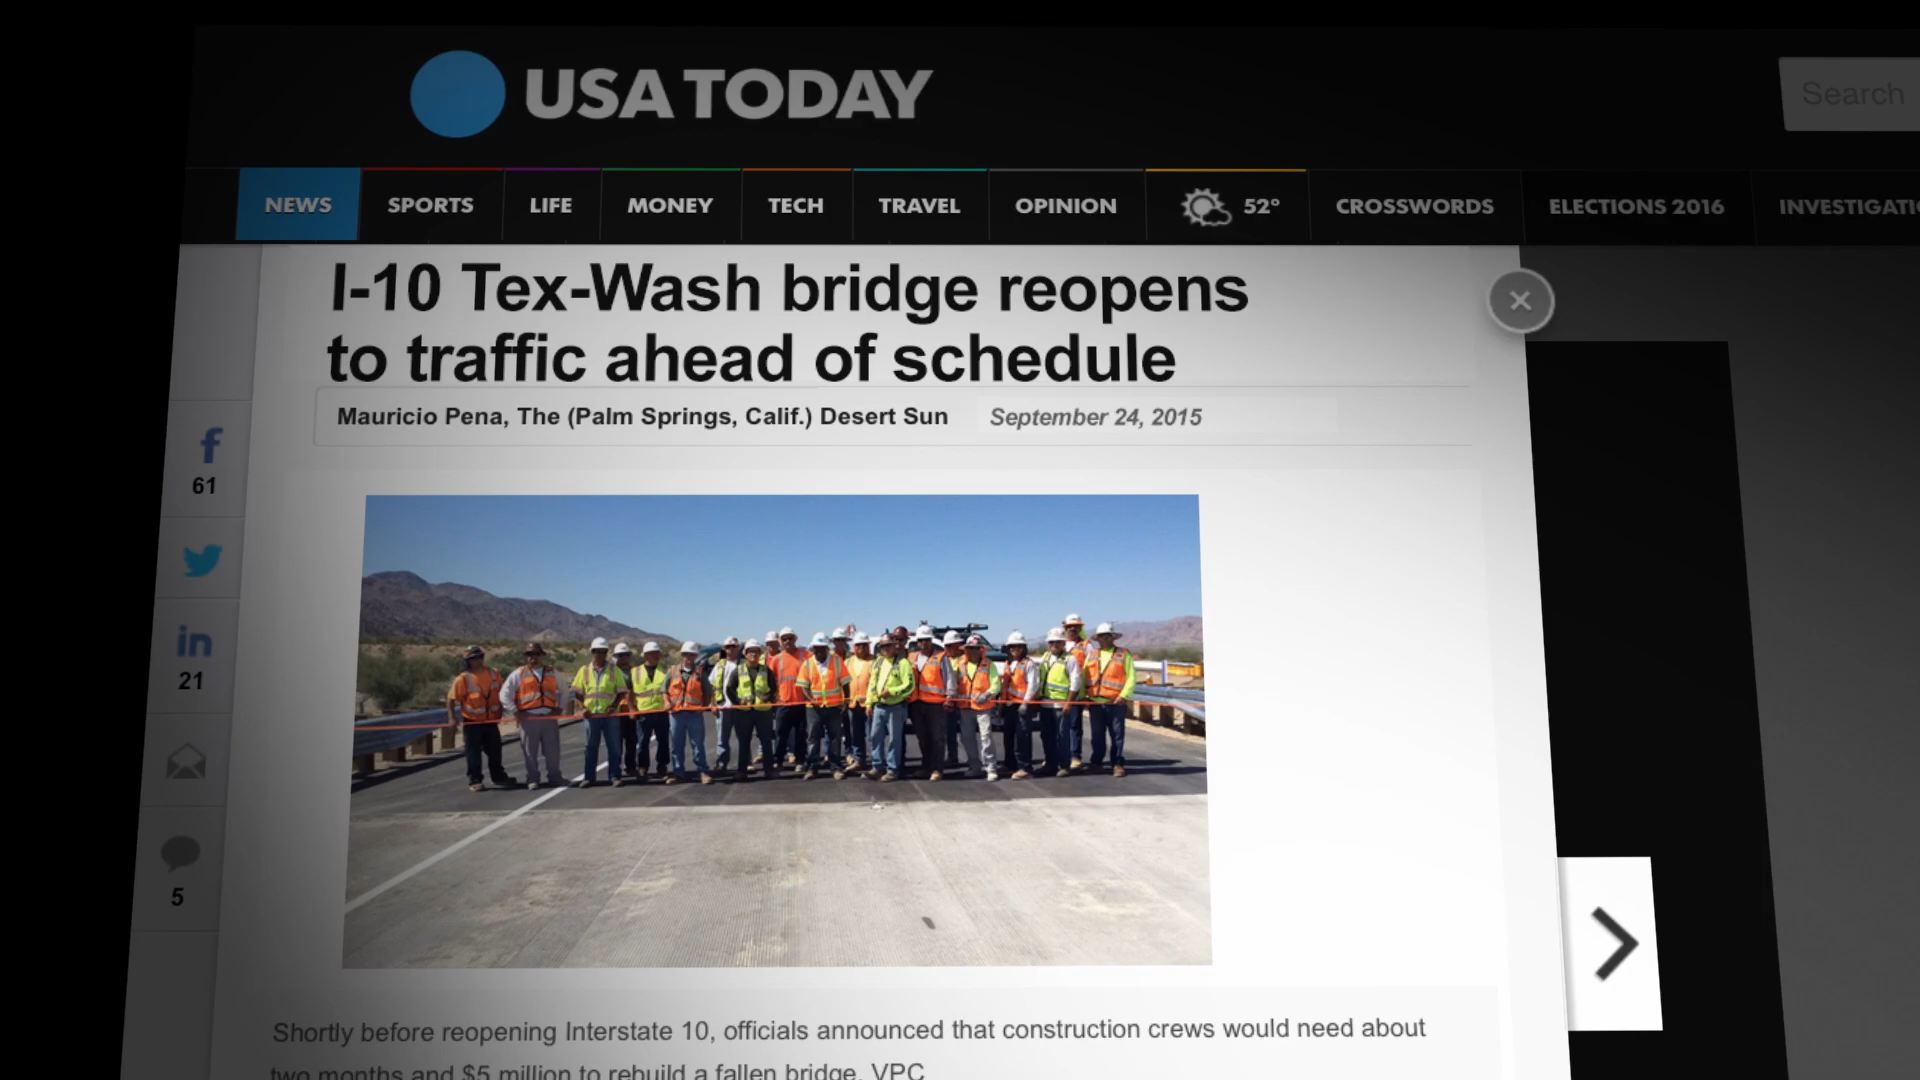 USA TODAY
Search
NEWS SPORTS LIFE MONEY TECH TRAVEL OPINION 52° CROSSWORDS ELECTIONS 2016 INVESTIGATI
I-10 Tex-Wash bridge reopens
to traffic ahead of schedule
Mauricio Pena, The (Palm Springs, Calif.) Desert Sun September 24, 2015
f
61
in
21
5
Shortly before reopening Interstate 10, officials announced that construction crews would need about
two months and $5 million to rebuild a fallen bridge. VPC